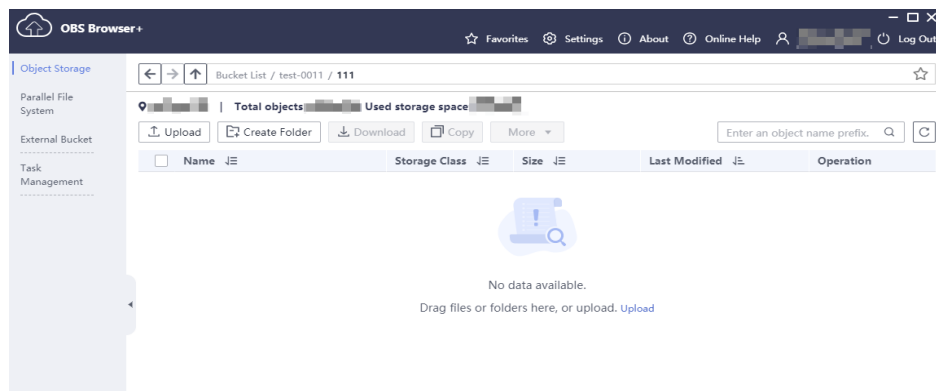 OBS Browser+
Favorites Settings About Online Help Log Out
Object Storage
Parallel File
System
External Bucket
Task
Management
Bucket List / test-0011 / 111
| Total objects Used storage space
Upload Create Folder Download Copy More Enter an object name prefix.
Name Storage Class Size Last Modified Operation
No data available.
Drag files or folders here, or upload. Upload